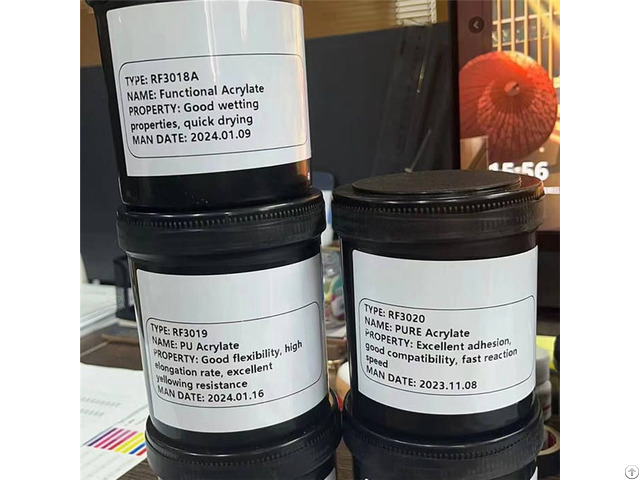 TYPE: RF3018A
NAME: Functional Acrylate
PROPERTY: Good wetting
properties, quick drying
MAN DATE: 2024.01.09
15:56
TYPE: RF3019
NAME: PU Acrylate
PROPERTY: Good flexibility, high
elongation rate, excellent
yellowing resistance
MAN DATE: 2024.01.16
TYPE: RF3020
NAME: PURE Acrylate
PROPERTY: Excellent adhesion,
good compatibility, fast reaction
speed
MAN DATE: 2023.11.08